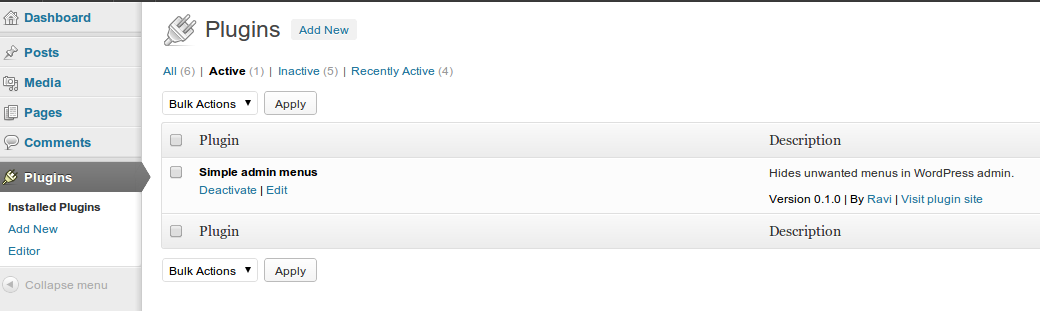 Dashboard
Posts
Media
Pages
Comments
Plugins
Installed Plugins
Add New
Editor
Collapse menu
Plugins Add New
All (6) | Active (1) | Inactive (5) | Recently Active (4)
Bulk Actions Apply
Plugin Description
Simple admin menus Hides unwanted menus in WordPress admin.
Deactivate | Edit Version 0.1.0 | By Ravi | Visit plugin site
Plugin Description
Bulk Actions Apply